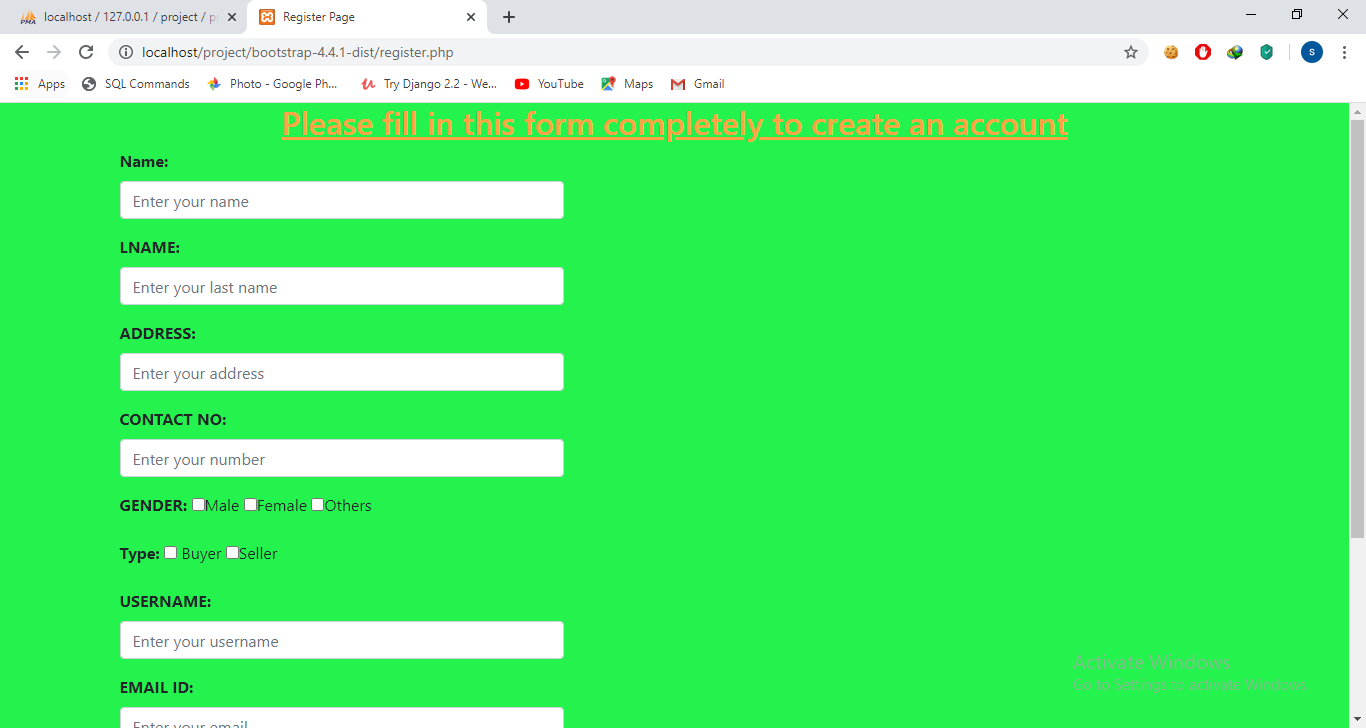 localhost / 127.0.0.1 / project / p
Register Page
localhost/project/bootstrap-4.4.1-dist/register.php
S
Apps SQL Commands Photo - Google Ph... Try Django 2.2 - We... YouTube Maps Gmail
Please fill in this form completely to create an account
Name:
Enter your name
LNAME:
Enter your last name
ADDRESS:
Enter your address
CONTACT NO:
Enter your number
GENDER: Male Female Others
Type: Buyer Seller
USERNAME:
Enter your username
EMAIL ID:
Enter your email
Activate Windows
Go to Settings to activate Windows.